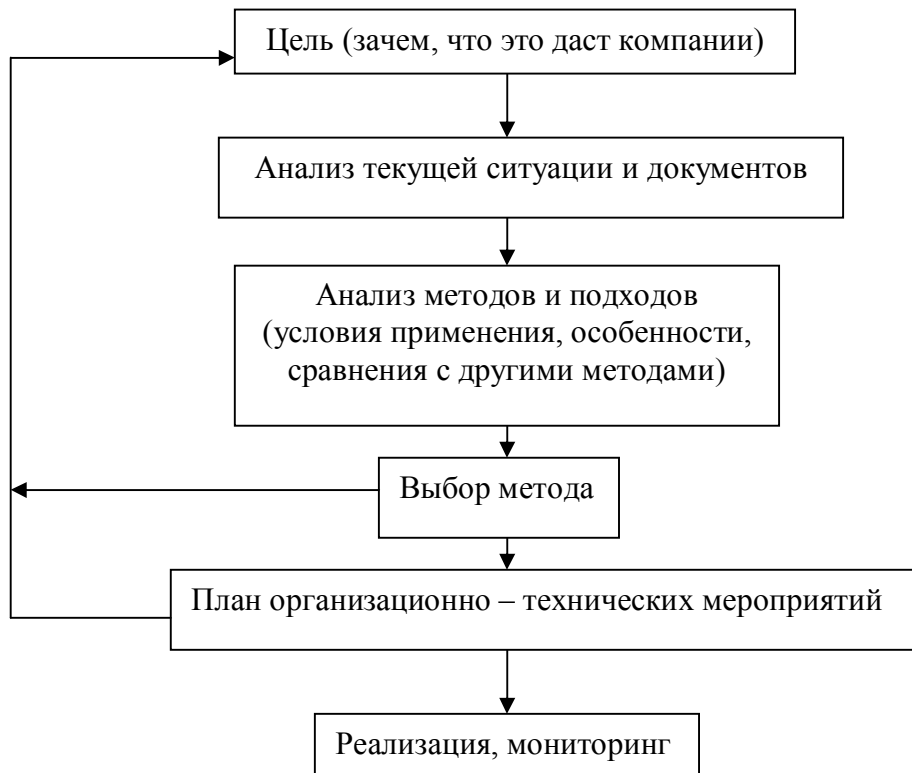 Цель (зачем, что это даст компании)
Анализ текущей ситуации и документов
Анализ методов и подходов
(условия применения, особенности,
сравнения с другими методами)
Выбор метода
План организационно – технических мероприятий
Реализация, мониторинг